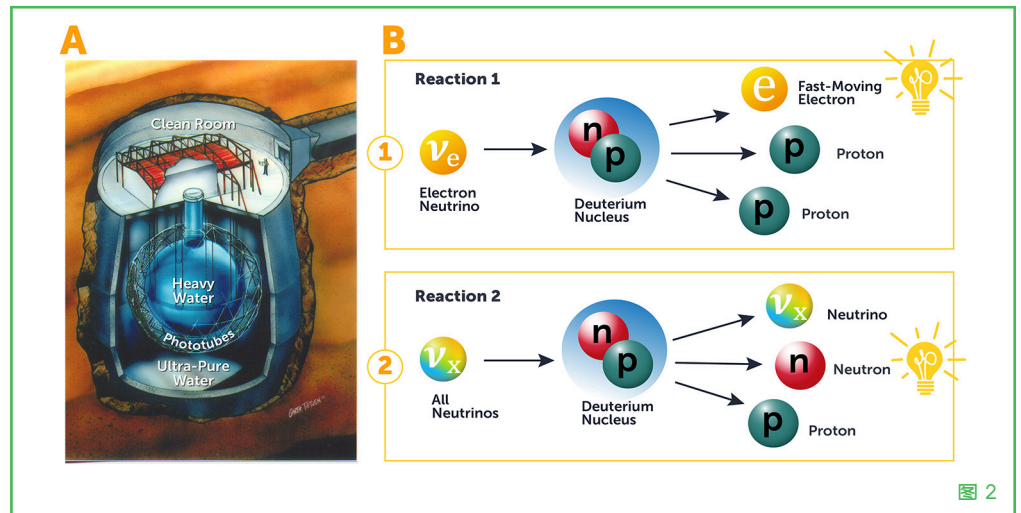 A
Clean Room
Heavy
Water
Phototubes
Ultra-Pure
Water
B
Reaction 1
1
νe
Electron
Neutrino
n
p
Deuterium
Nucleus
e
Fast-Moving
Electron
p
Proton
p
Proton
Reaction 2
2
νx
All
Neutrinos
n
p
Deuterium
Nucleus
νx
Neutrino
n
Neutron
p
Proton
图 2